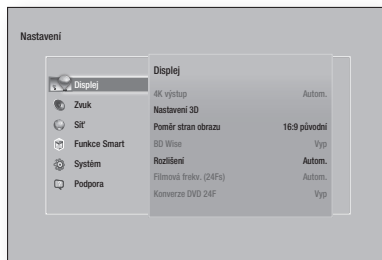 Nastavení
Displej
Zvuk
Síť
Funkce Smart
Systém
Podpora
Displej
4K výstup Autom.
Nastavení 3D
Poměr stran obrazu 16:9 původní
BD Wise Vyp
Rozlišení Autom.
Filmová frekv. (24Fs) Autom.
Konverze DVD 24F Vyp